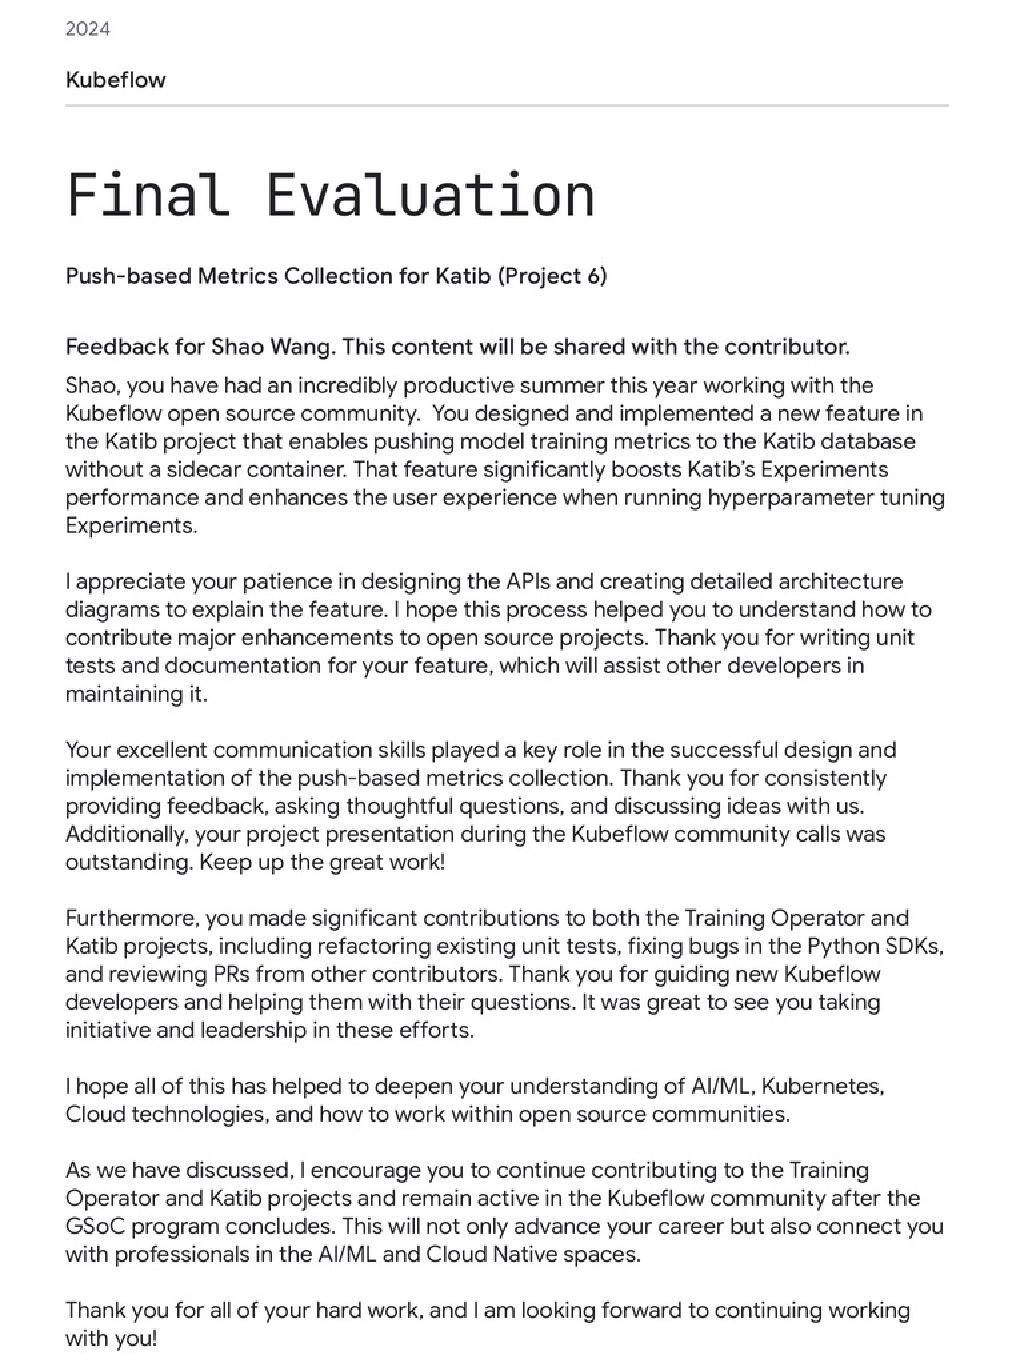 2024
Kubeflow
Final Evaluation
Push-based Metrics Collection for Katib (Project 6)
Feedback for Shao Wang. This content will be shared with the contributor.
Shao, you have had an incredibly productive summer this year working with the
Kubeflow open source community.  You designed and implemented a new feature in
the Katib project that enables pushing model training metrics to the Katib database
without a sidecar container. That feature significantly boosts Katib's Experiments
performance and enhances the user experience when running hyperparameter tuning
Experiments.
I appreciate your patience in designing the APIs and creating detailed architecture
diagrams to explain the feature. I hope this process helped you to understand how to
contribute major enhancements to open source projects. Thank you for writing unit
tests and documentation for your feature, which will assist other developers in
maintaining it.
Your excellent communication skills played a key role in the successful design and
implementation of the push-based metrics collection. Thank you for consistently
providing feedback, asking thoughtful questions, and discussing ideas with us.
Additionally, your project presentation during the Kubeflow community calls was
outstanding. Keep up the great work!
Furthermore, you made significant contributions to both the Training Operator and
Katib projects, including refactoring existing unit tests, fixing bugs in the Python SDKs,
and reviewing PRs from other contributors. Thank you for guiding new Kubeflow
developers and helping them with their questions. It was great to see you taking
initiative and leadership in these efforts.
I hope all of this has helped to deepen your understanding of AI/ML, Kubernetes,
Cloud technologies, and how to work within open source communities.
As we have discussed, I encourage you to continue contributing to the Training
Operator and Katib projects and remain active in the Kubeflow community after the
GSoC program concludes. This will not only advance your career but also connect you
with professionals in the AI/ML and Cloud Native spaces.
Thank you for all of your hard work, and I am looking forward to continuing working
with you!